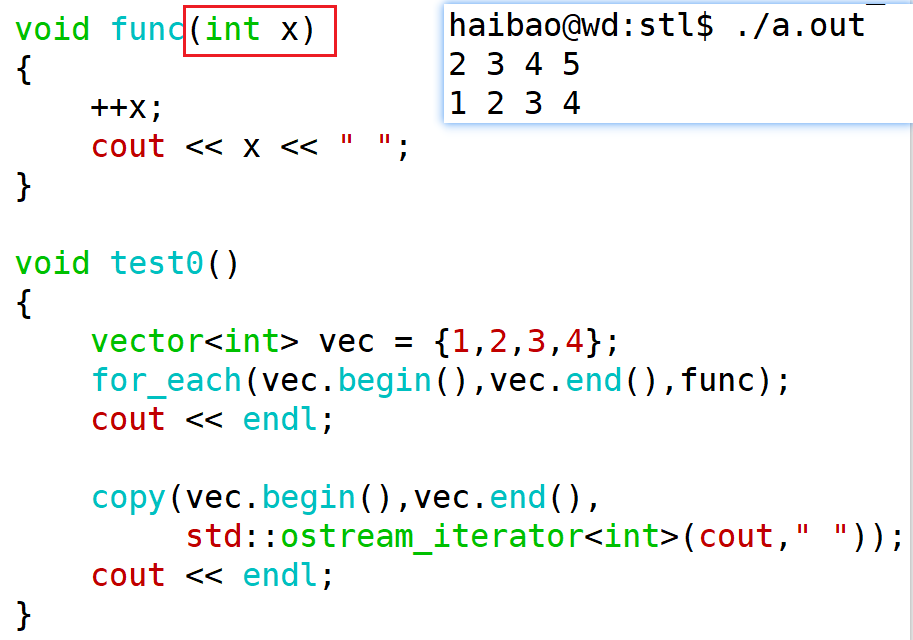 void func(int x)
{
    ++x;
    cout << x << " ";
}

void test0()
{
    vector<int> vec = {1,2,3,4};
    for_each(vec.begin(),vec.end(),func);
    cout << endl;

    copy(vec.begin(),vec.end(),
         std::ostream_iterator<int>(cout," "));
    cout << endl;
}
haibao@wd:stl$ ./a.out
2 3 4 5
1 2 3 4